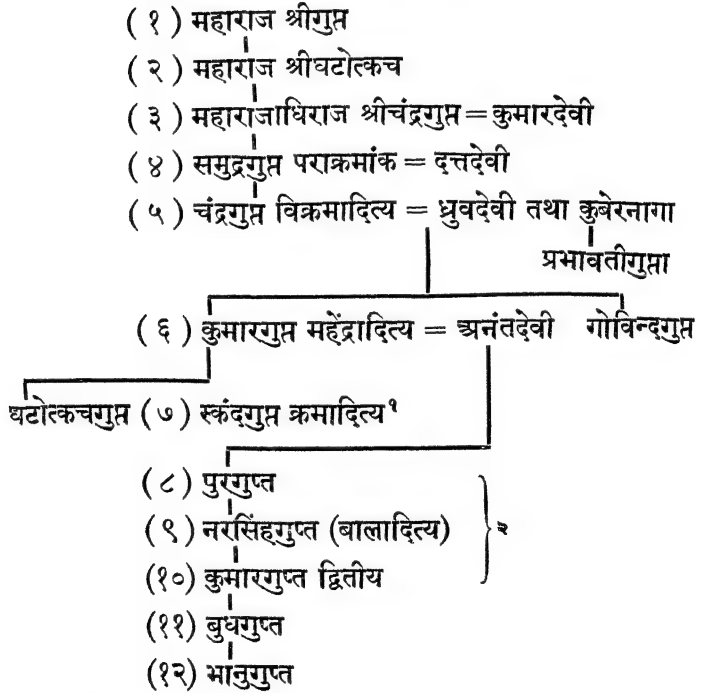 ( १ ) महाराज श्रीगुप्त
( २ ) महाराज श्रीघटोत्कच
( ३ ) महाराजाधिराज श्रीचंद्रगुप्त = कुमारदेवी
( ४ ) समुद्रगुप्त पराक्रमांक = दत्तदेवी
( ५ ) चंद्रगुप्त विक्रमादित्य = ध्रुवदेवी तथा कुबेरनागा
प्रभावतीगुप्ता
( ६ ) कुमारगुप्त महेंद्रादित्य = अनंतदेवी गोविन्दगुप्त
घटोत्कचगुप्त ( ७ ) स्कंदगुप्त क्रमादित्य¹
( ८ ) पुरगुप्त
( ९ ) नरसिंहगुप्त (बालादित्य) २
(१०) कुमारगुप्त द्वितीय
(११) बुधगुप्त
(१२) भानुगुप्त